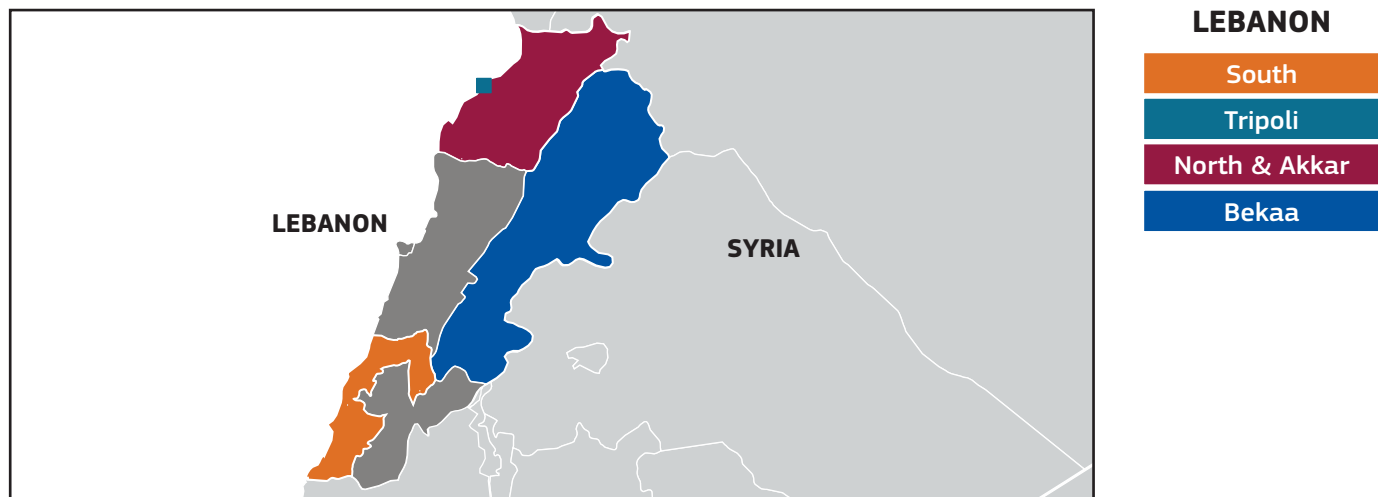 LEBANON
SYRIA
LEBANON
South
Tripoli
North & Akkar
Bekaa